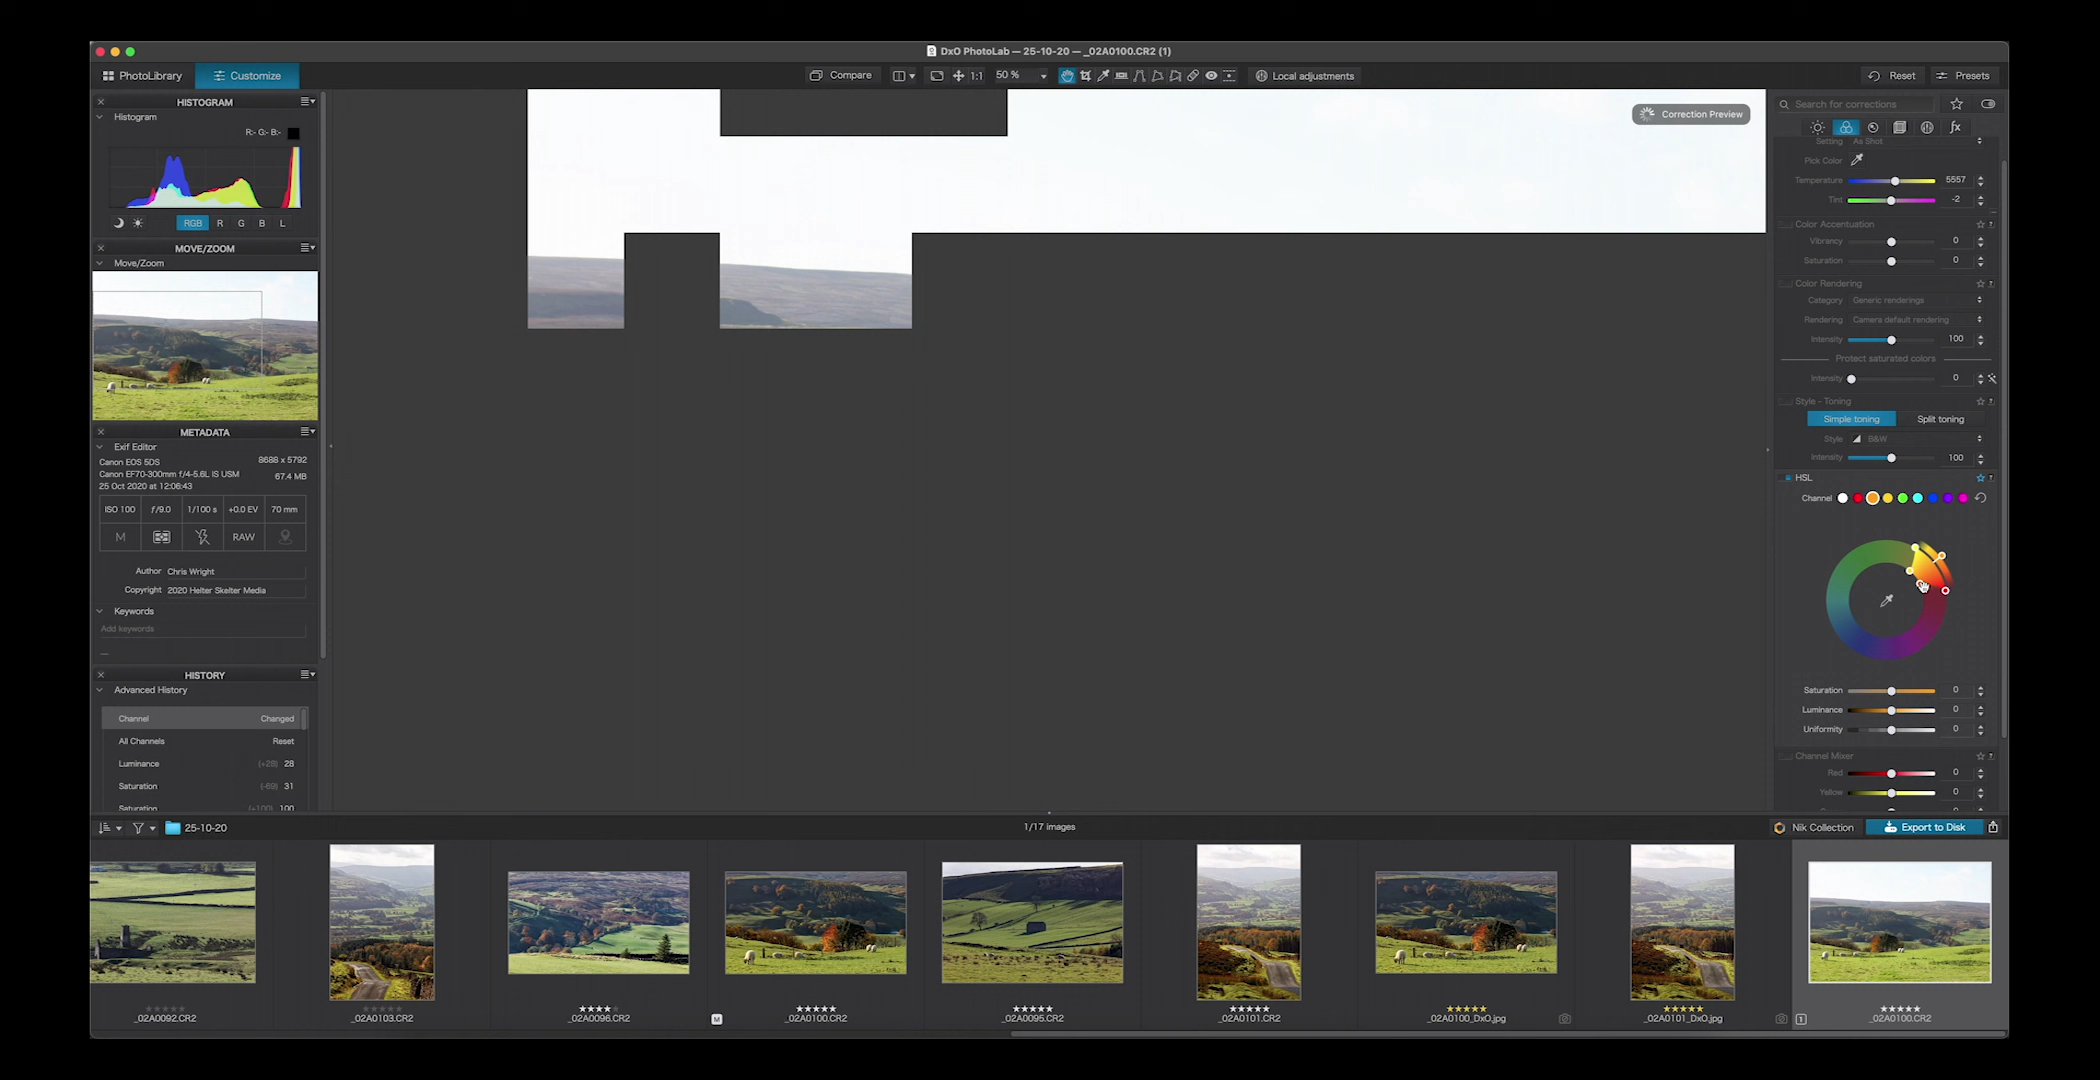 DxO PhotoLab — 25-10-20 — _02A0100.CR2 (1)
PhotoLibrary
Customize
Compare
1:1
50 %
Local adjustments
Reset
Presets
HISTOGRAM
Histogram
R:- G:- B:-
RGB R G B L
MOVE/ZOOM
Move/Zoom
METADATA
Exif Editor
Canon EOS 5DS 8688 x 5792
Canon EF70-300mm f/4-5.6L IS USM 67.4 MB
25 Oct 2020 at 12:06:43
ISO 100 ƒ/9.0 1/100 s +0.0 EV 70 mm
M RAW
Author Chris Wright
Copyright 2020 Helter Skelter Media
Keywords
Add keywords
HISTORY
Advanced History
Channel Changed
All Channels Reset
Luminance (+28) 28
Saturation (-69) 31
Saturation (+100) 100
Correction Preview
Search for corrections
fx
Setting As Shot
Pick Color
Temperature 5557
Tint -2
Color Accentuation
Vibrancy 0
Saturation 0
Color Rendering
Category Generic renderings
Rendering Camera default rendering
Intensity 100
Protect saturated colors
Intensity 0
Style - Toning
Simple toning Split toning
Style B&W
Intensity 100
HSL
Channel
Saturation 0
Luminance 0
Uniformity 0
Channel Mixer
Red 0
Yellow 0
25-10-20
1/17 images
Nik Collection
Export to Disk
_02A0092.CR2
_02A0103.CR2
_02A0096.CR2
M
_02A0100.CR2
_02A0095.CR2
_02A0101.CR2
_02A0100_DxO.jpg
_02A0101_DxO.jpg
1
_02A0100.CR2